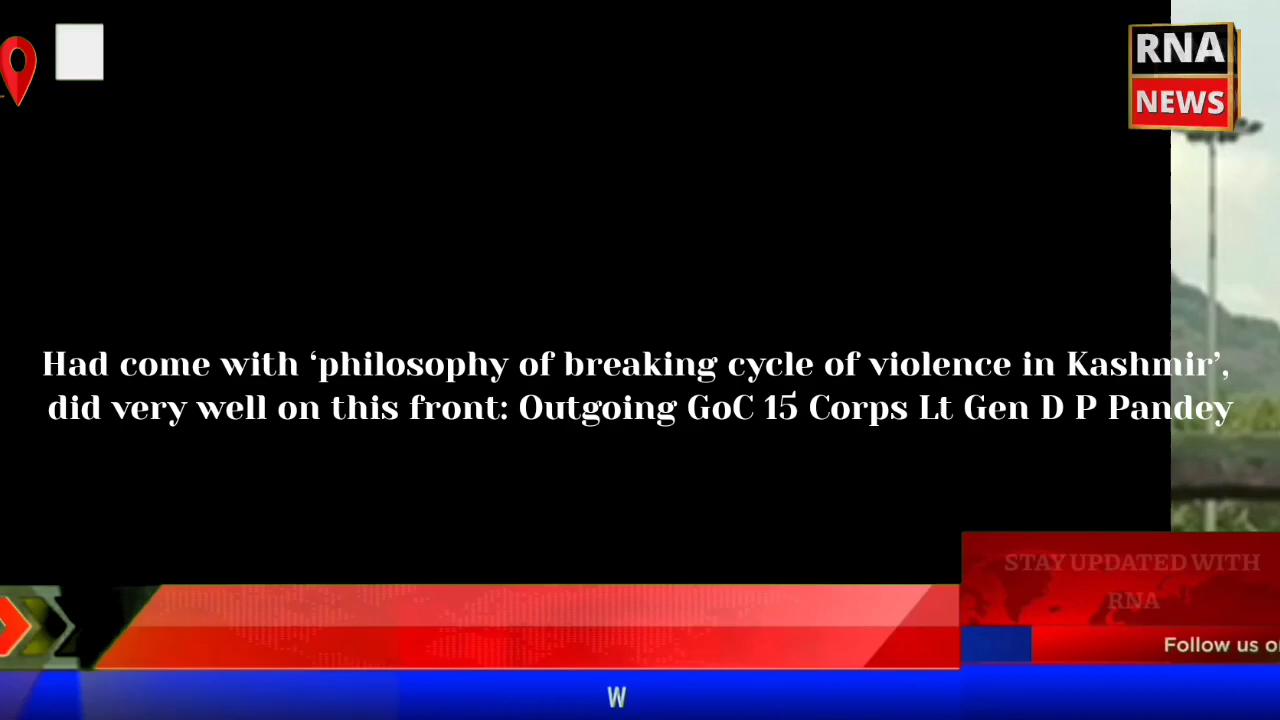 RNA
NEWS
Had come with ‘philosophy of breaking cycle of violence in Kashmir’,
did very well on this front: Outgoing GoC 15 Corps Lt Gen D P Pandey
STAY UPDATED WITH
RNA
Follow us
W